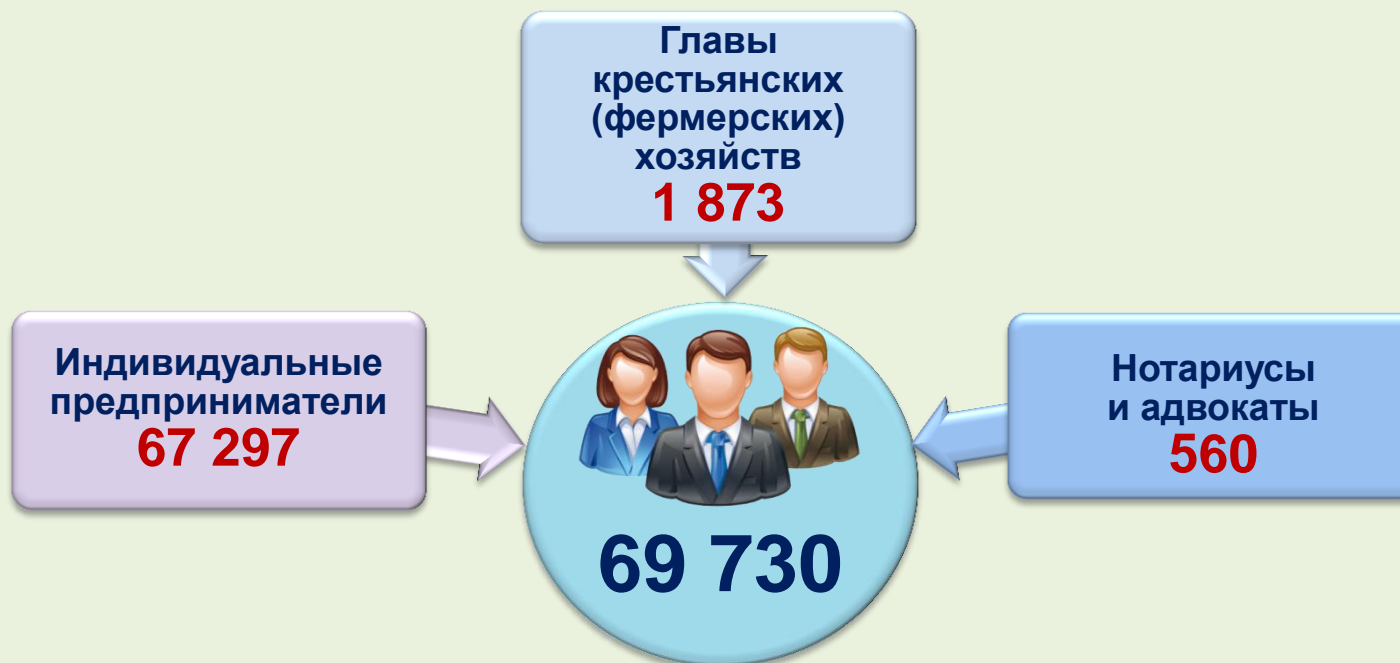 Главы
крестьянских
(фермерских)
хозяйств
1 873
Индивидуальные
предприниматели
67 297
Нотариусы
и адвокаты
560
69 730